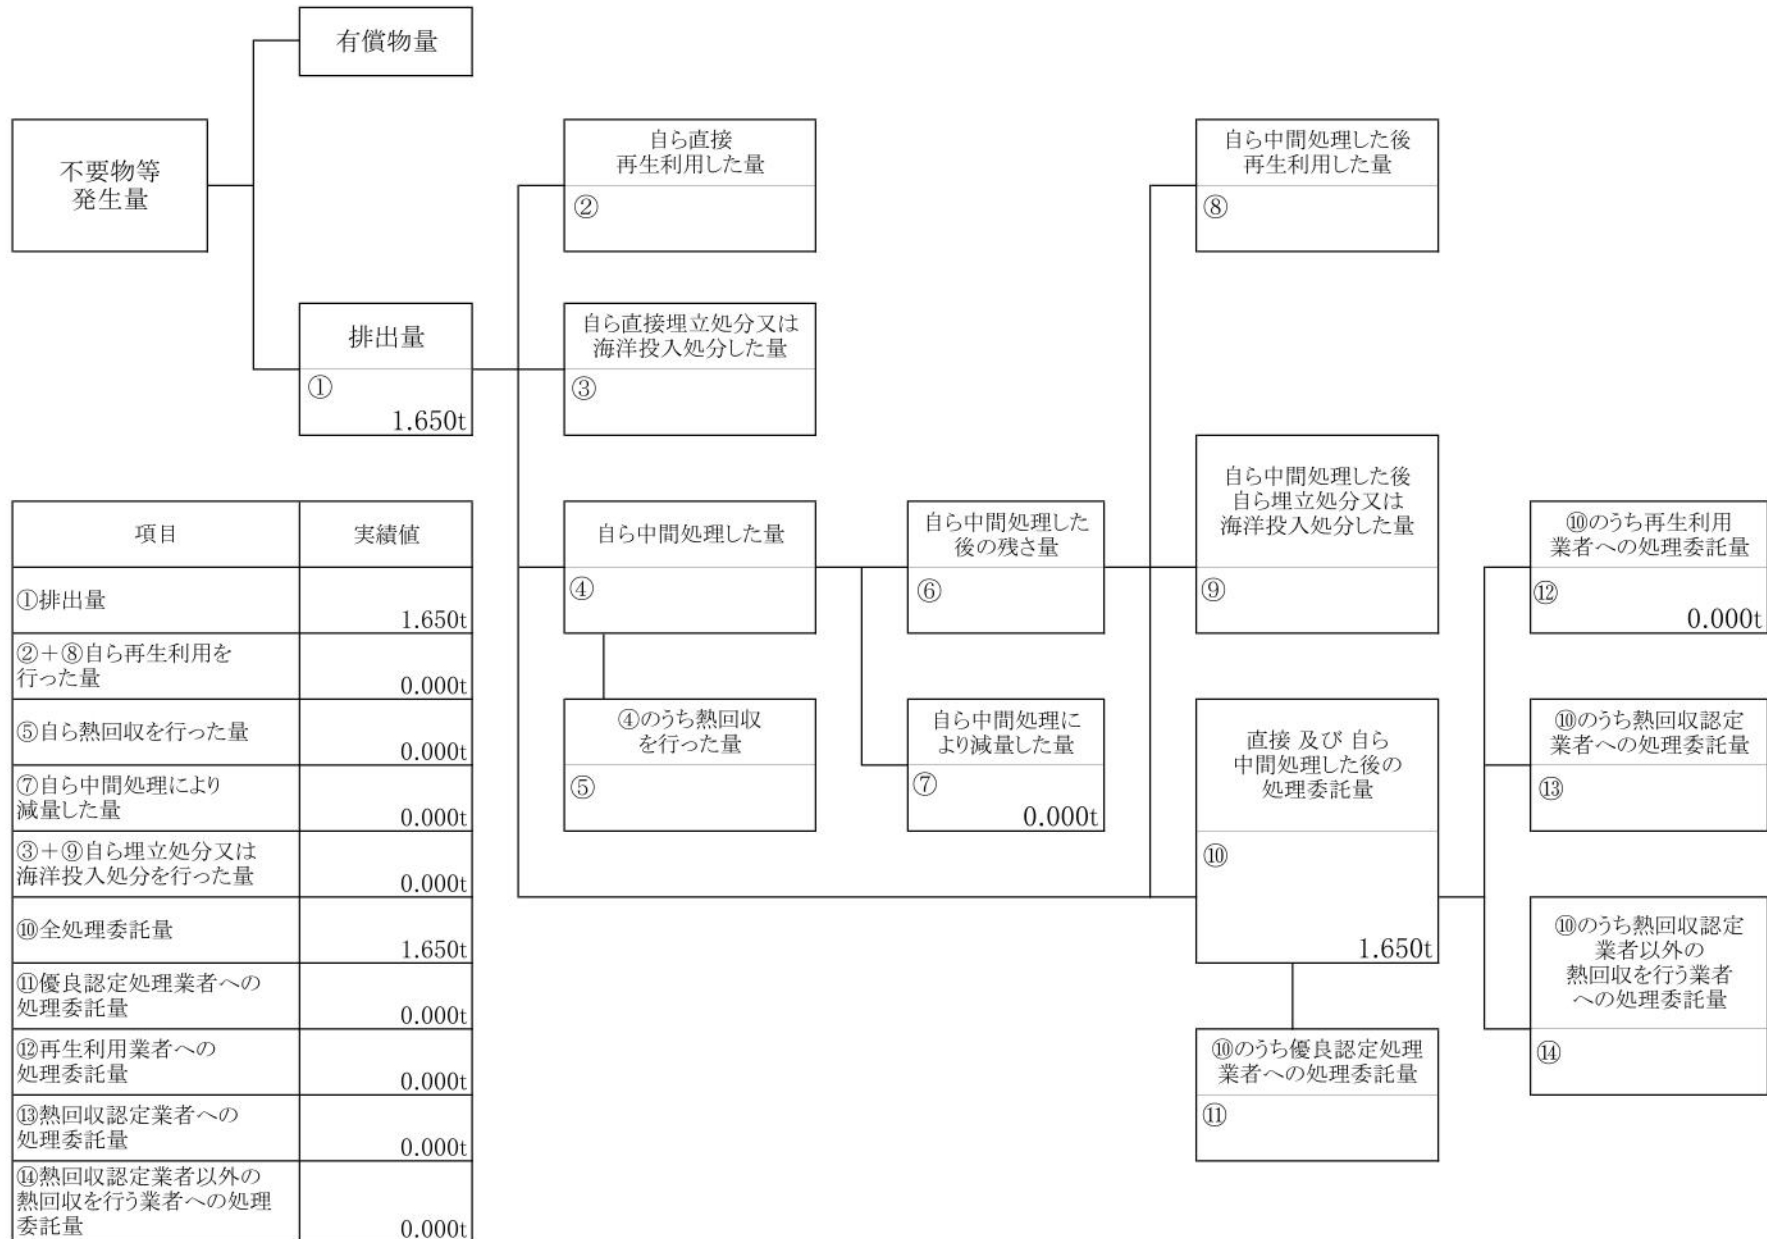 有償物量
不要物等
発生量
排出量
①
1.650t
自ら直接
再生利用した量
②
自ら直接埋立処分又は
海洋投入処分した量
③
自ら中間処理した量
④
④のうち熱回収
を行った量
⑤
自ら中間処理した
後の残さ量
⑥
自ら中間処理に
より減量した量
⑦
0.000t
自ら中間処理した後
再生利用した量
⑧
自ら中間処理した後
自ら埋立処分又は
海洋投入処分した量
⑨
直接 及び 自ら
中間処理した後の
処理委託量
⑩
1.650t
⑩のうち優良認定処理
業者への処理委託量
⑪
⑩のうち再生利用
業者への処理委託量
⑫
0.000t
⑩のうち熱回収認定
業者への処理委託量
⑬
⑩のうち熱回収認定
業者以外の
熱回収を行う業者
への処理委託量
⑭
項目 実績値
①排出量
1.650t
②+⑧自ら再生利用を
行った量
0.000t
⑤自ら熱回収を行った量
0.000t
⑦自ら中間処理により
減量した量
0.000t
③+⑨自ら埋立処分又は
海洋投入処分を行った量
0.000t
⑩全処理委託量
1.650t
⑪優良認定処理業者への
処理委託量
0.000t
⑫再生利用業者への
処理委託量
0.000t
⑬熱回収認定業者への
処理委託量
0.000t
⑭熱回収認定業者以外の
熱回収を行う業者への処理
委託量
0.000t